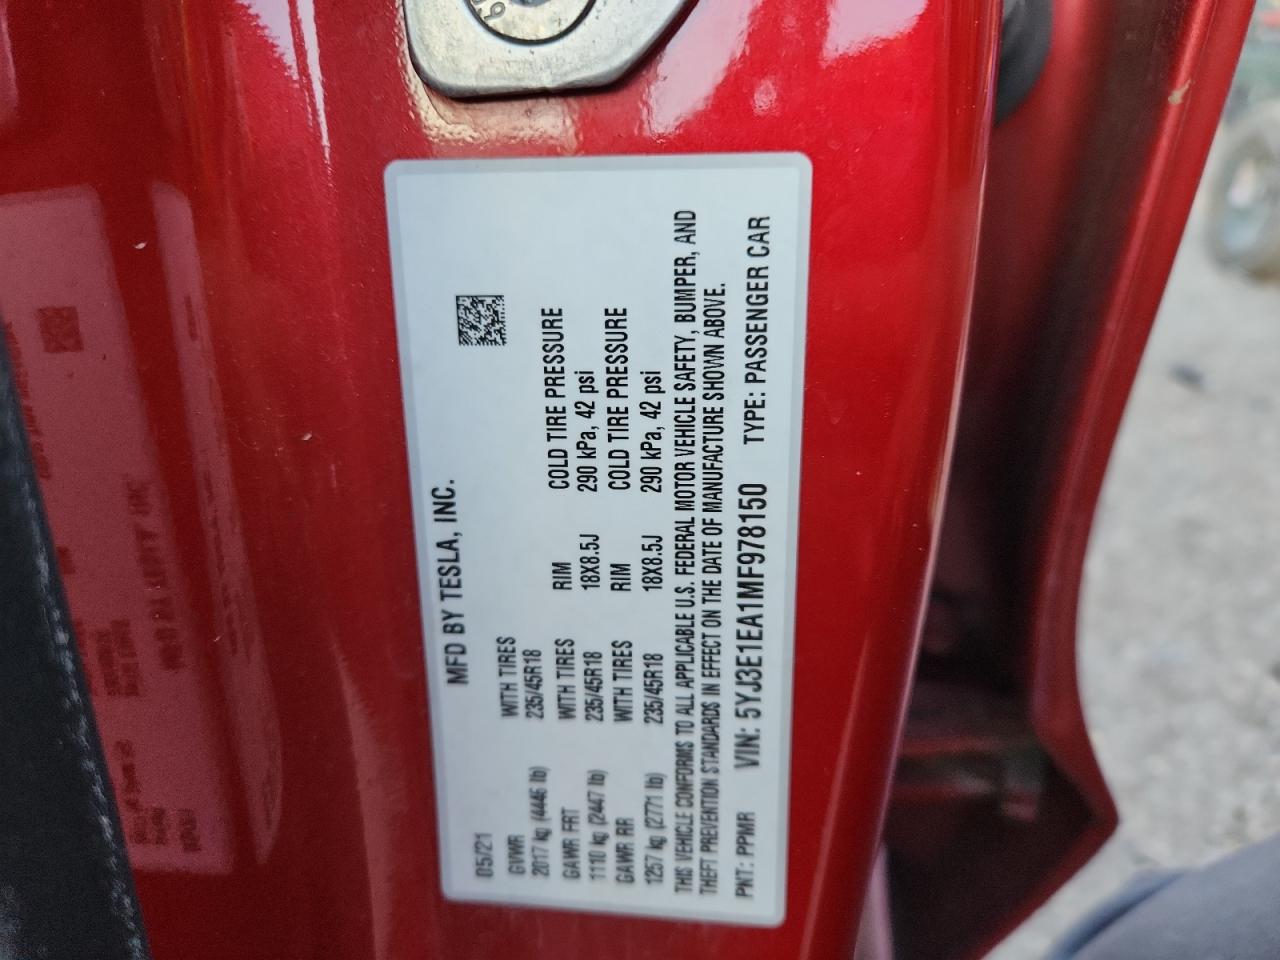 MFD BY TESLA, INC.
05/21
GVWR WITH TIRES
2017 kg (4446 lb) 235/45R18
GAWR FRT WITH TIRES RIM COLD TIRE PRESSURE
1110 kg (2447 lb) 235/45R18 18X8.5J 290 kPa, 42 psi
GAWR RR WITH TIRES RIM COLD TIRE PRESSURE
1257 kg (2771 lb) 235/45R18 18X8.5J 290 kPa, 42 psi
THIS VEHICLE CONFORMS TO ALL APPLICABLE U.S. FEDERAL MOTOR VEHICLE SAFETY, BUMPER, AND
THEFT PREVENTION STANDARDS IN EFFECT ON THE DATE OF MANUFACTURE SHOWN ABOVE.
PNT: PPMR VIN: 5YJ3E1EA1MF978150 TYPE: PASSENGER CAR